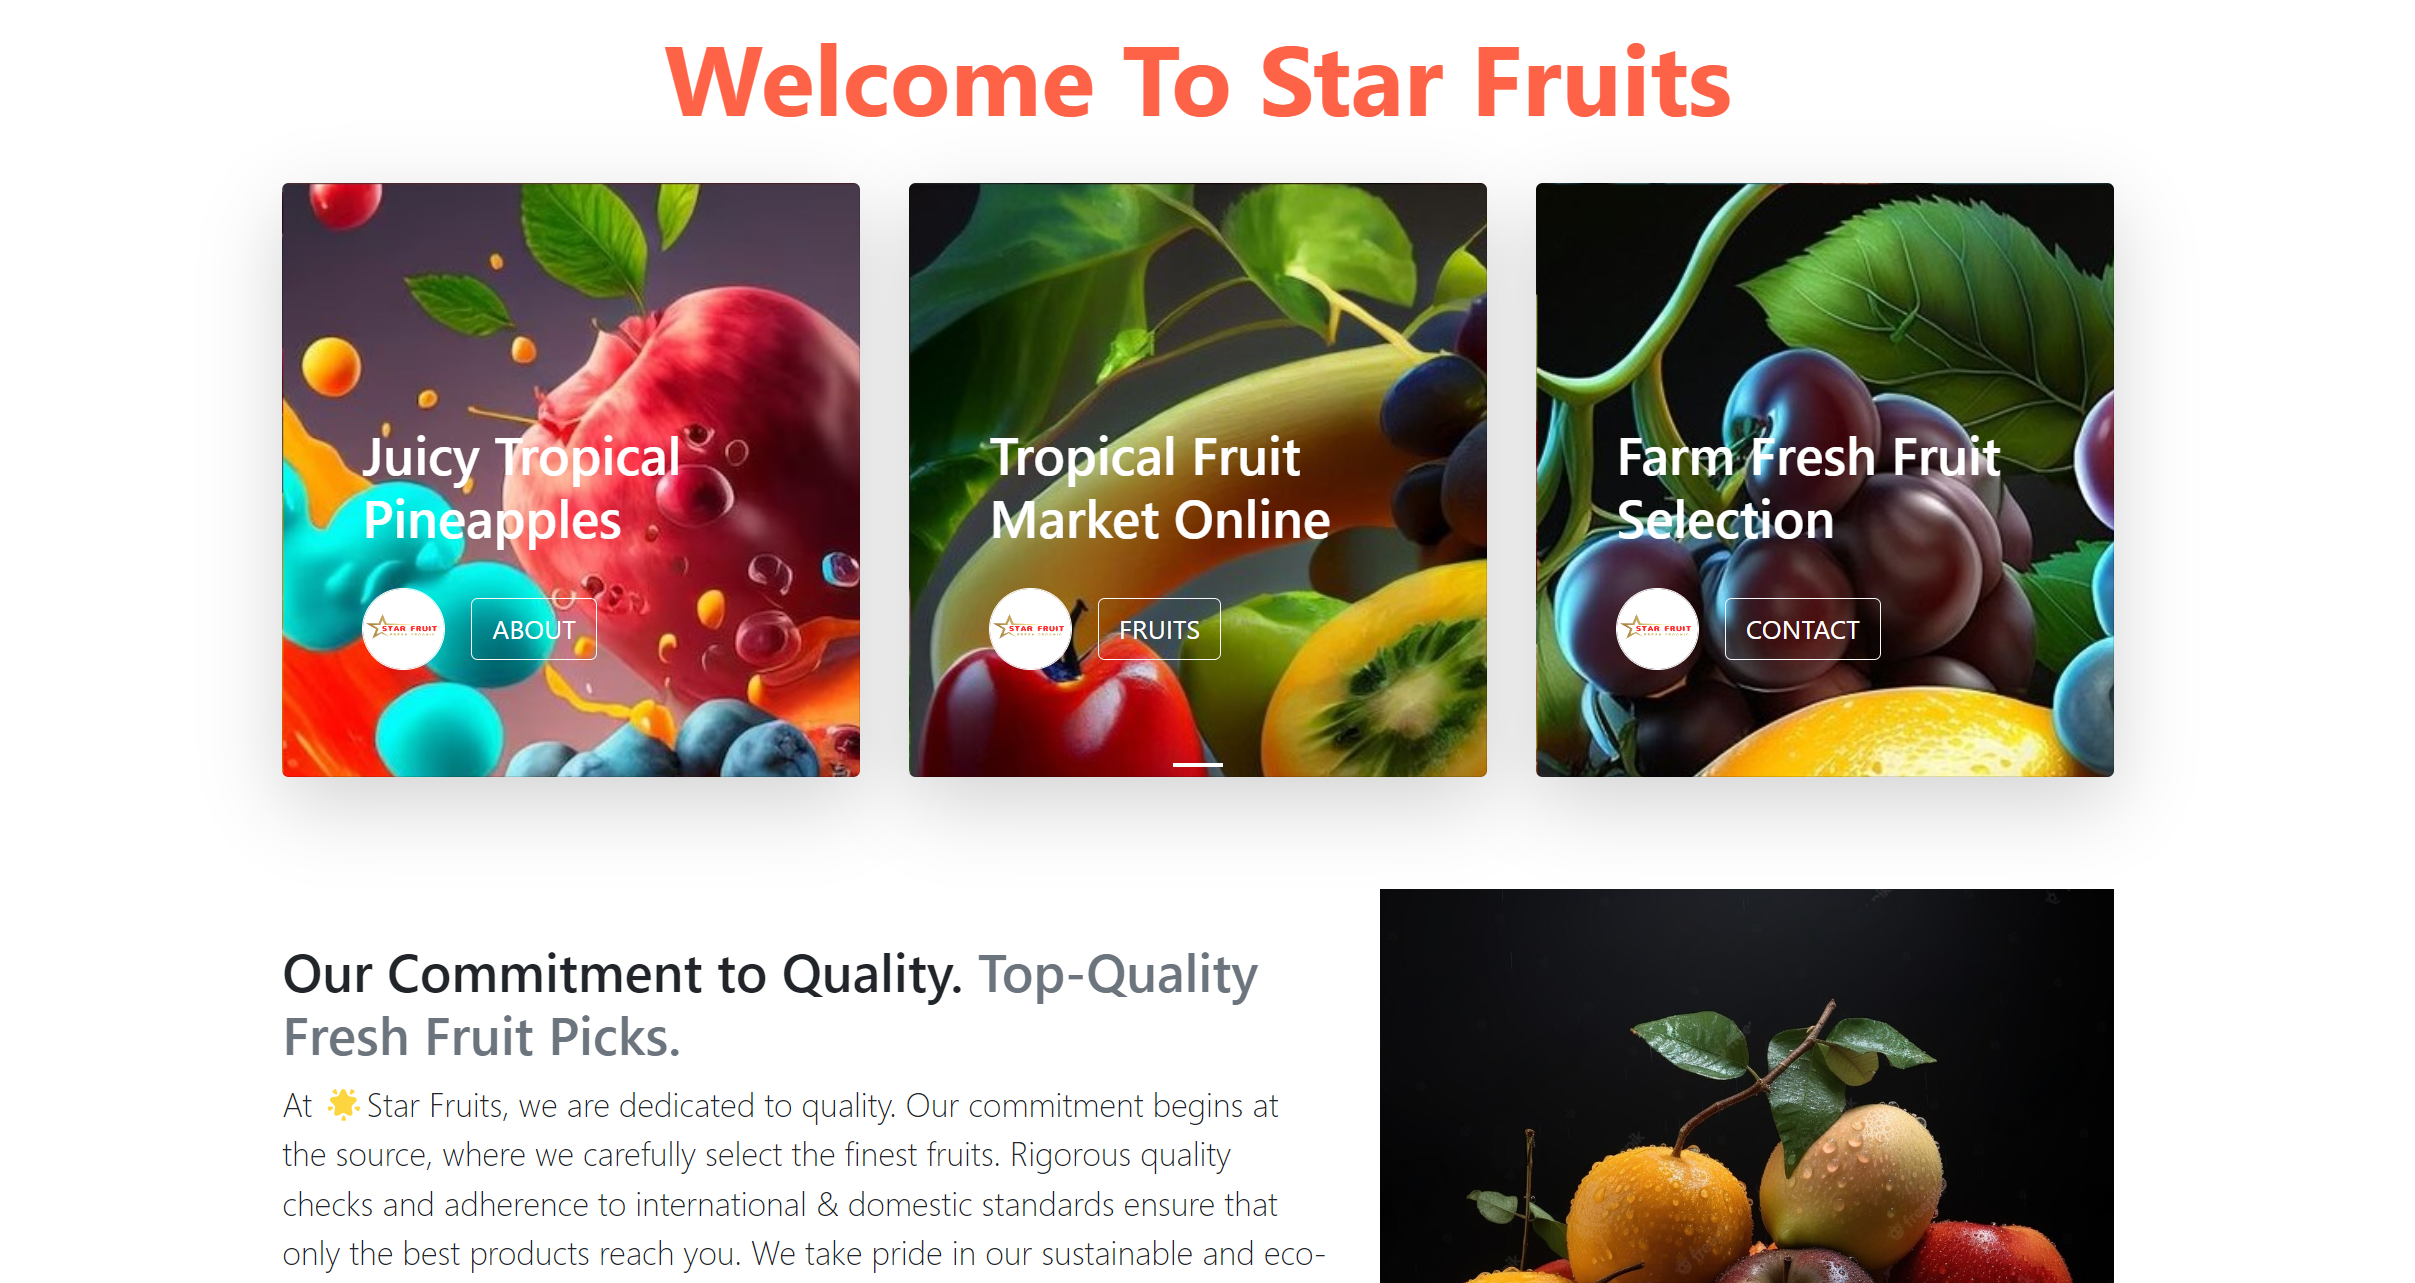 Welcome To Star Fruits
Juicy Tropical
Pineapples
STAR FRUIT
ABOUT
Tropical Fruit
Market Online
STAR FRUIT
FRUITS
Farm Fresh Fruit
Selection
STAR FRUIT
CONTACT
Our Commitment to Quality. Top-Quality
Fresh Fruit Picks.
At 🌟 Star Fruits, we are dedicated to quality. Our commitment begins at
the source, where we carefully select the finest fruits. Rigorous quality
checks and adherence to international & domestic standards ensure that
only the best products reach you. We take pride in our sustainable and eco-